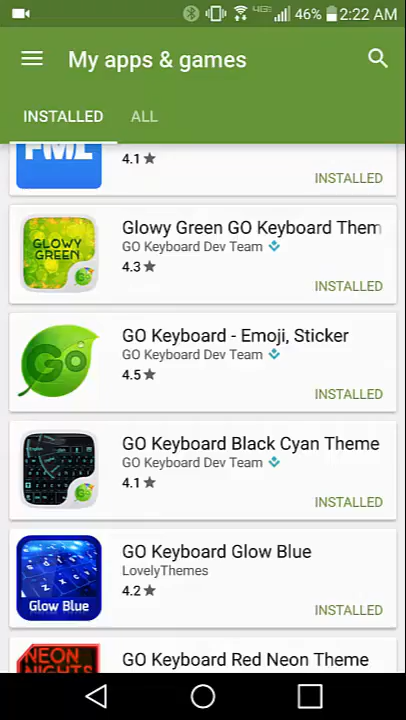 46% 2:22 AM
My apps & games
INSTALLED ALL
FML
4.1
INSTALLED
GLOWY GREEN
Glowy Green GO Keyboard Them
GO Keyboard Dev Team
4.3
INSTALLED
Go
GO Keyboard - Emoji, Sticker
GO Keyboard Dev Team
4.5
INSTALLED
GO Keyboard Black Cyan Theme
GO Keyboard Dev Team
4.1
INSTALLED
GO Keyboard Glow Blue
LovelyThemes
4.2
Glow Blue
INSTALLED
NEON
NIGHTS
GO Keyboard Red Neon Theme